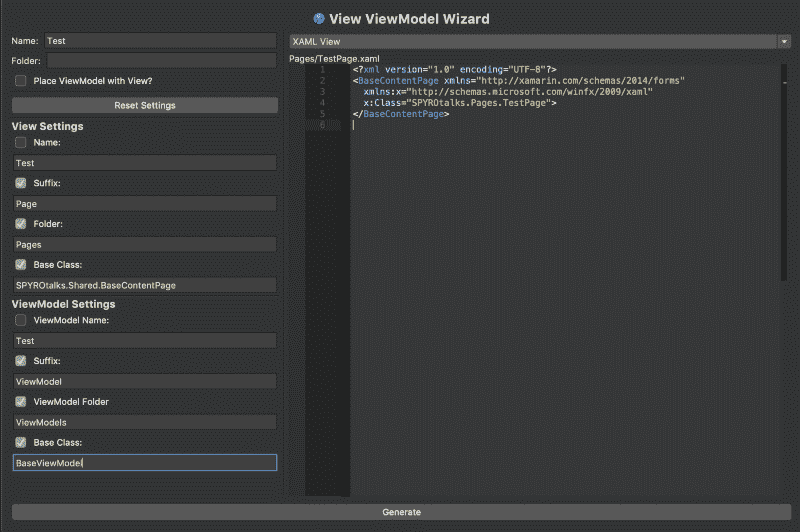 View ViewModel Wizard
Name: Test
Folder:
Place ViewModel with View?
Reset Settings
View Settings
Name:
Test
Suffix:
Page
Folder:
Pages
Base Class:
SPYROtalks.Shared.BaseContentPage
ViewModel Settings
ViewModel Name:
Test
Suffix:
ViewModel
ViewModel Folder
ViewModels
Base Class:
BaseViewModel
XAML View
Pages/TestPage.xaml
1 <?xml version="1.0" encoding="UTF-8"?>
2 <BaseContentPage xmlns="http://xamarin.com/schemas/2014/forms"
3 xmlns:x="http://schemas.microsoft.com/winfx/2009/xaml"
4 x:Class="SPYROtalks.Pages.TestPage">
5 </BaseContentPage>
6
Generate